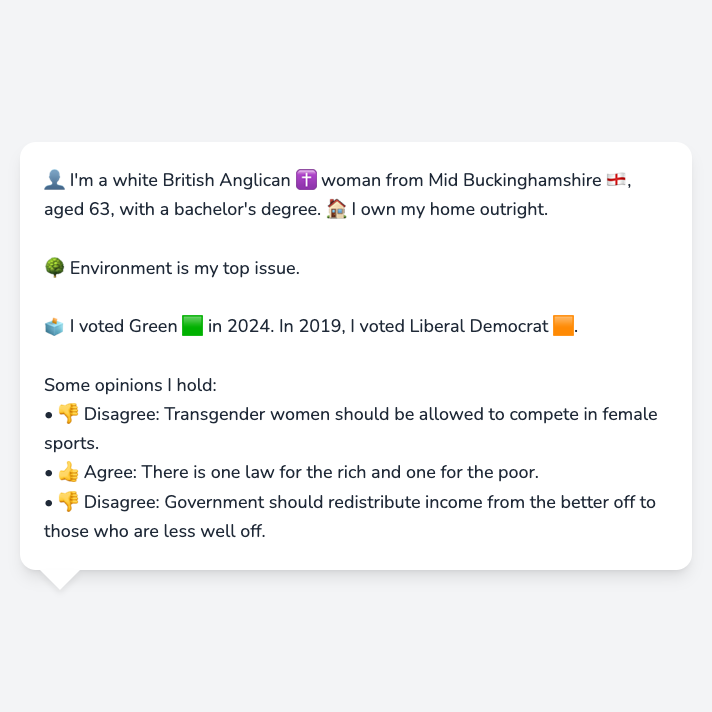 👤 I'm a white British Anglican ✝️ woman from Mid Buckinghamshire 🏴󠁧󠁢󠁥󠁮󠁧󠁿,
aged 63, with a bachelor's degree. 🏠 I own my home outright.
🌳 Environment is my top issue.
🗳️ I voted Green 🟩 in 2024. In 2019, I voted Liberal Democrat 🟧.
Some opinions I hold:
• 👎 Disagree: Transgender women should be allowed to compete in female
sports.
• 👍 Agree: There is one law for the rich and one for the poor.
• 👎 Disagree: Government should redistribute income from the better off to
those who are less well off.